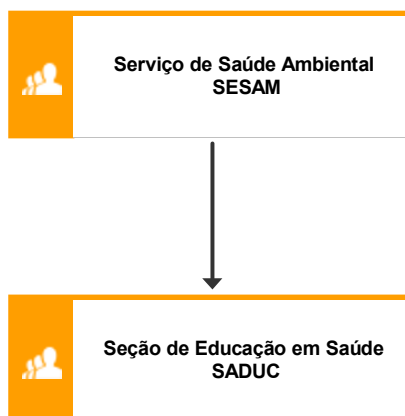 Serviço de Saúde Ambiental
SESAM
Seção de Educação em Saúde
SADUC